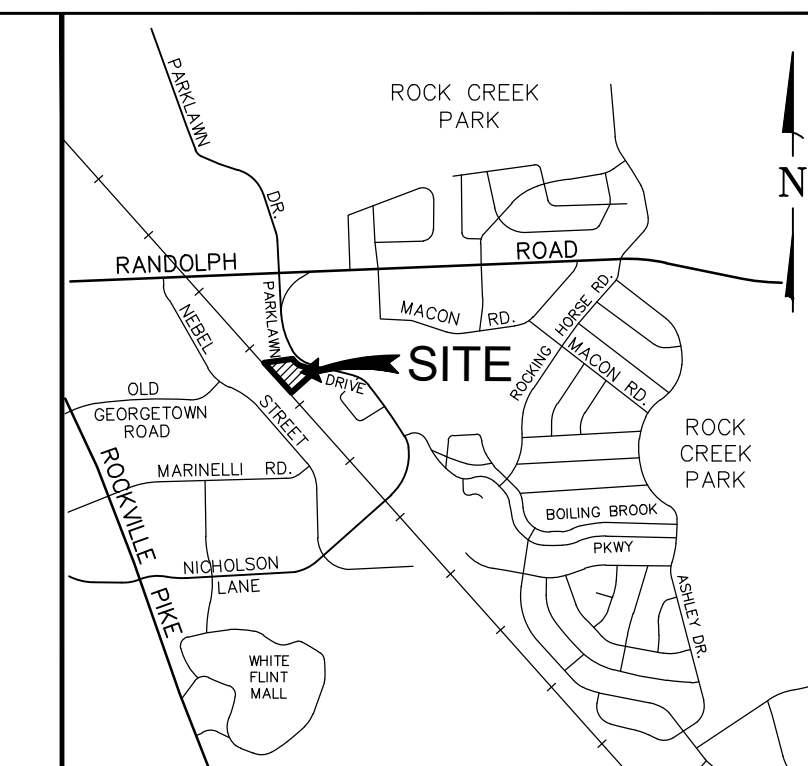 ROCK CREEK
PARK
PARKLAWN
DR.
N
RANDOLPH
ROAD
PARKLAWN
DRIVE
NEBEL
STREET
MACON
RD.
ROCKING
HORSE RD.
MACON RD.
SITE
OLD
GEORGETOWN
ROAD
ROCK
CREEK
PARK
ROCKVILLE
PIKE
MARINELLI RD.
BOILING BROOK
PKWY
NICHOLSON
LANE
ASHLEY DR.
WHITE
FLINT
MALL